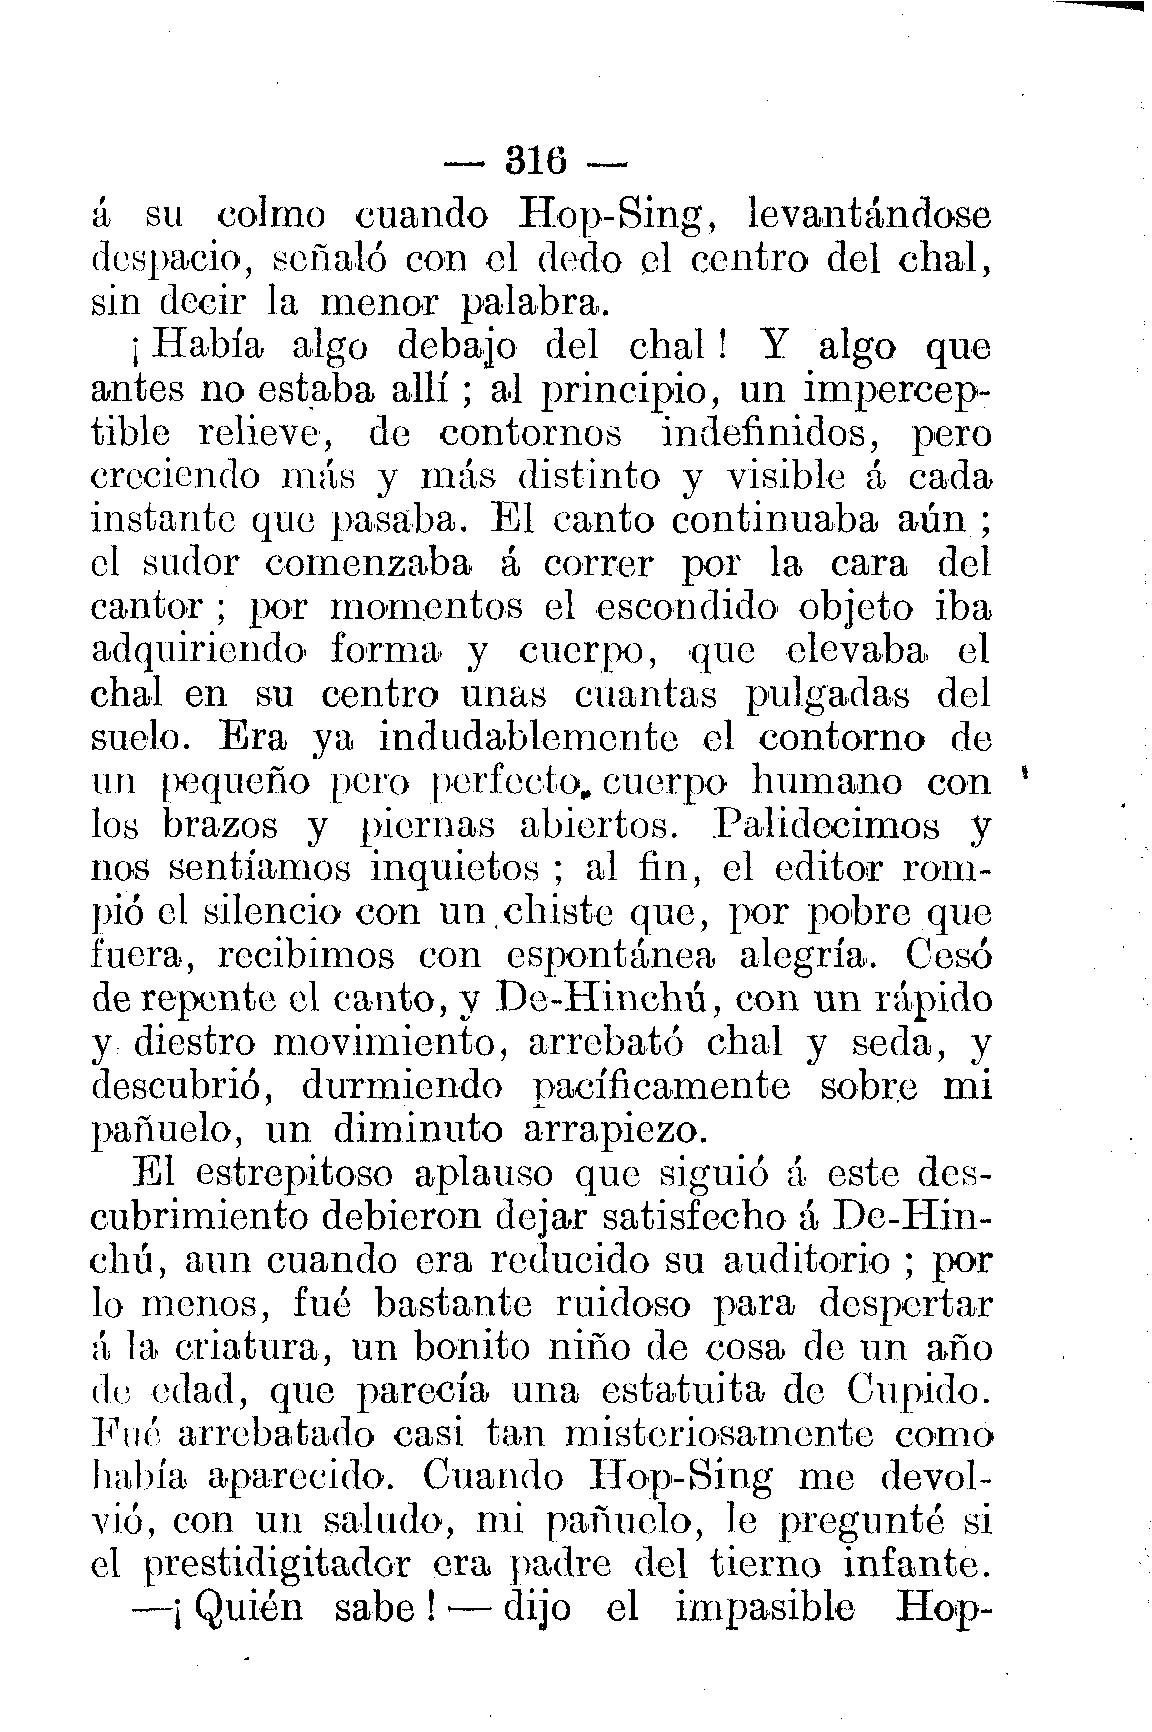 — 316 —
á su colmo cuando Hop-Sing, levantándose
despacio, señaló con el dedo el centro del chal,
sin decir la menor palabra.
¡ Había algo debajo del chal ! Y algo que
antes no estaba allí ; al principio, un impercep-
tible relieve, de contornos indefinidos, pero
creciendo más y más distinto y visible á cada
instante que pasaba. El canto continuaba aún ;
el sudor comenzaba á correr por la cara del
cantor ; por momentos el escondido objeto iba
adquiriendo forma y cuerpo, que elevaba el
chal en su centro unas cuantas pulgadas del
suelo. Era ya indudablemente el contorno de
un pequeño pero perfecto cuerpo humano con
los brazos y piernas abiertos. Palidecimos y
nos sentíamos inquietos ; al fin, el editor rom-
pió el silencio con un chiste que, por pobre que
fuera, recibimos con espontánea alegría. Cesó
de repente el canto, y De-Hinchú, con un rápido
y diestro movimiento, arrebató chal y seda, y
descubrió, durmiendo pacíficamente sobre mi
pañuelo, un diminuto arrapiezo.
El estrepitoso aplauso que siguió á este des-
cubrimiento debieron dejar satisfecho á De-Hin-
chú, aun cuando era reducido su auditorio ; por
lo menos, fué bastante ruidoso para despertar
á la criatura, un bonito niño de cosa de un año
de edad, que parecía una estatuita de Cupido.
Fué arrebatado casi tan misteriosamente como
había aparecido. Cuando Hop-Sing me devol-
vió, con un saludo, mi pañuelo, le pregunté si
el prestidigitador era padre del tierno infante.
—¡ Quién sabe ! — dijo el impasible Hop-